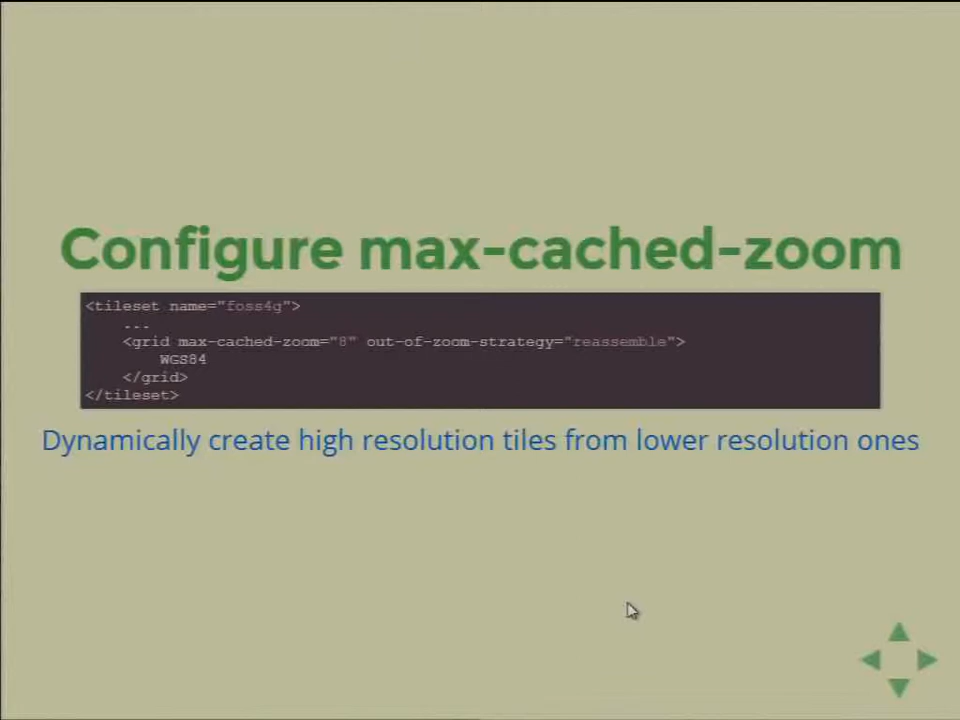 Configure max-cached-zoom
<tileset name="foss4g">
...
<grid max-cached-zoom="8" out-of-zoom-strategy="reassemble">
WGS84
</grid>
</tileset>
Dynamically create high resolution tiles from lower resolution ones